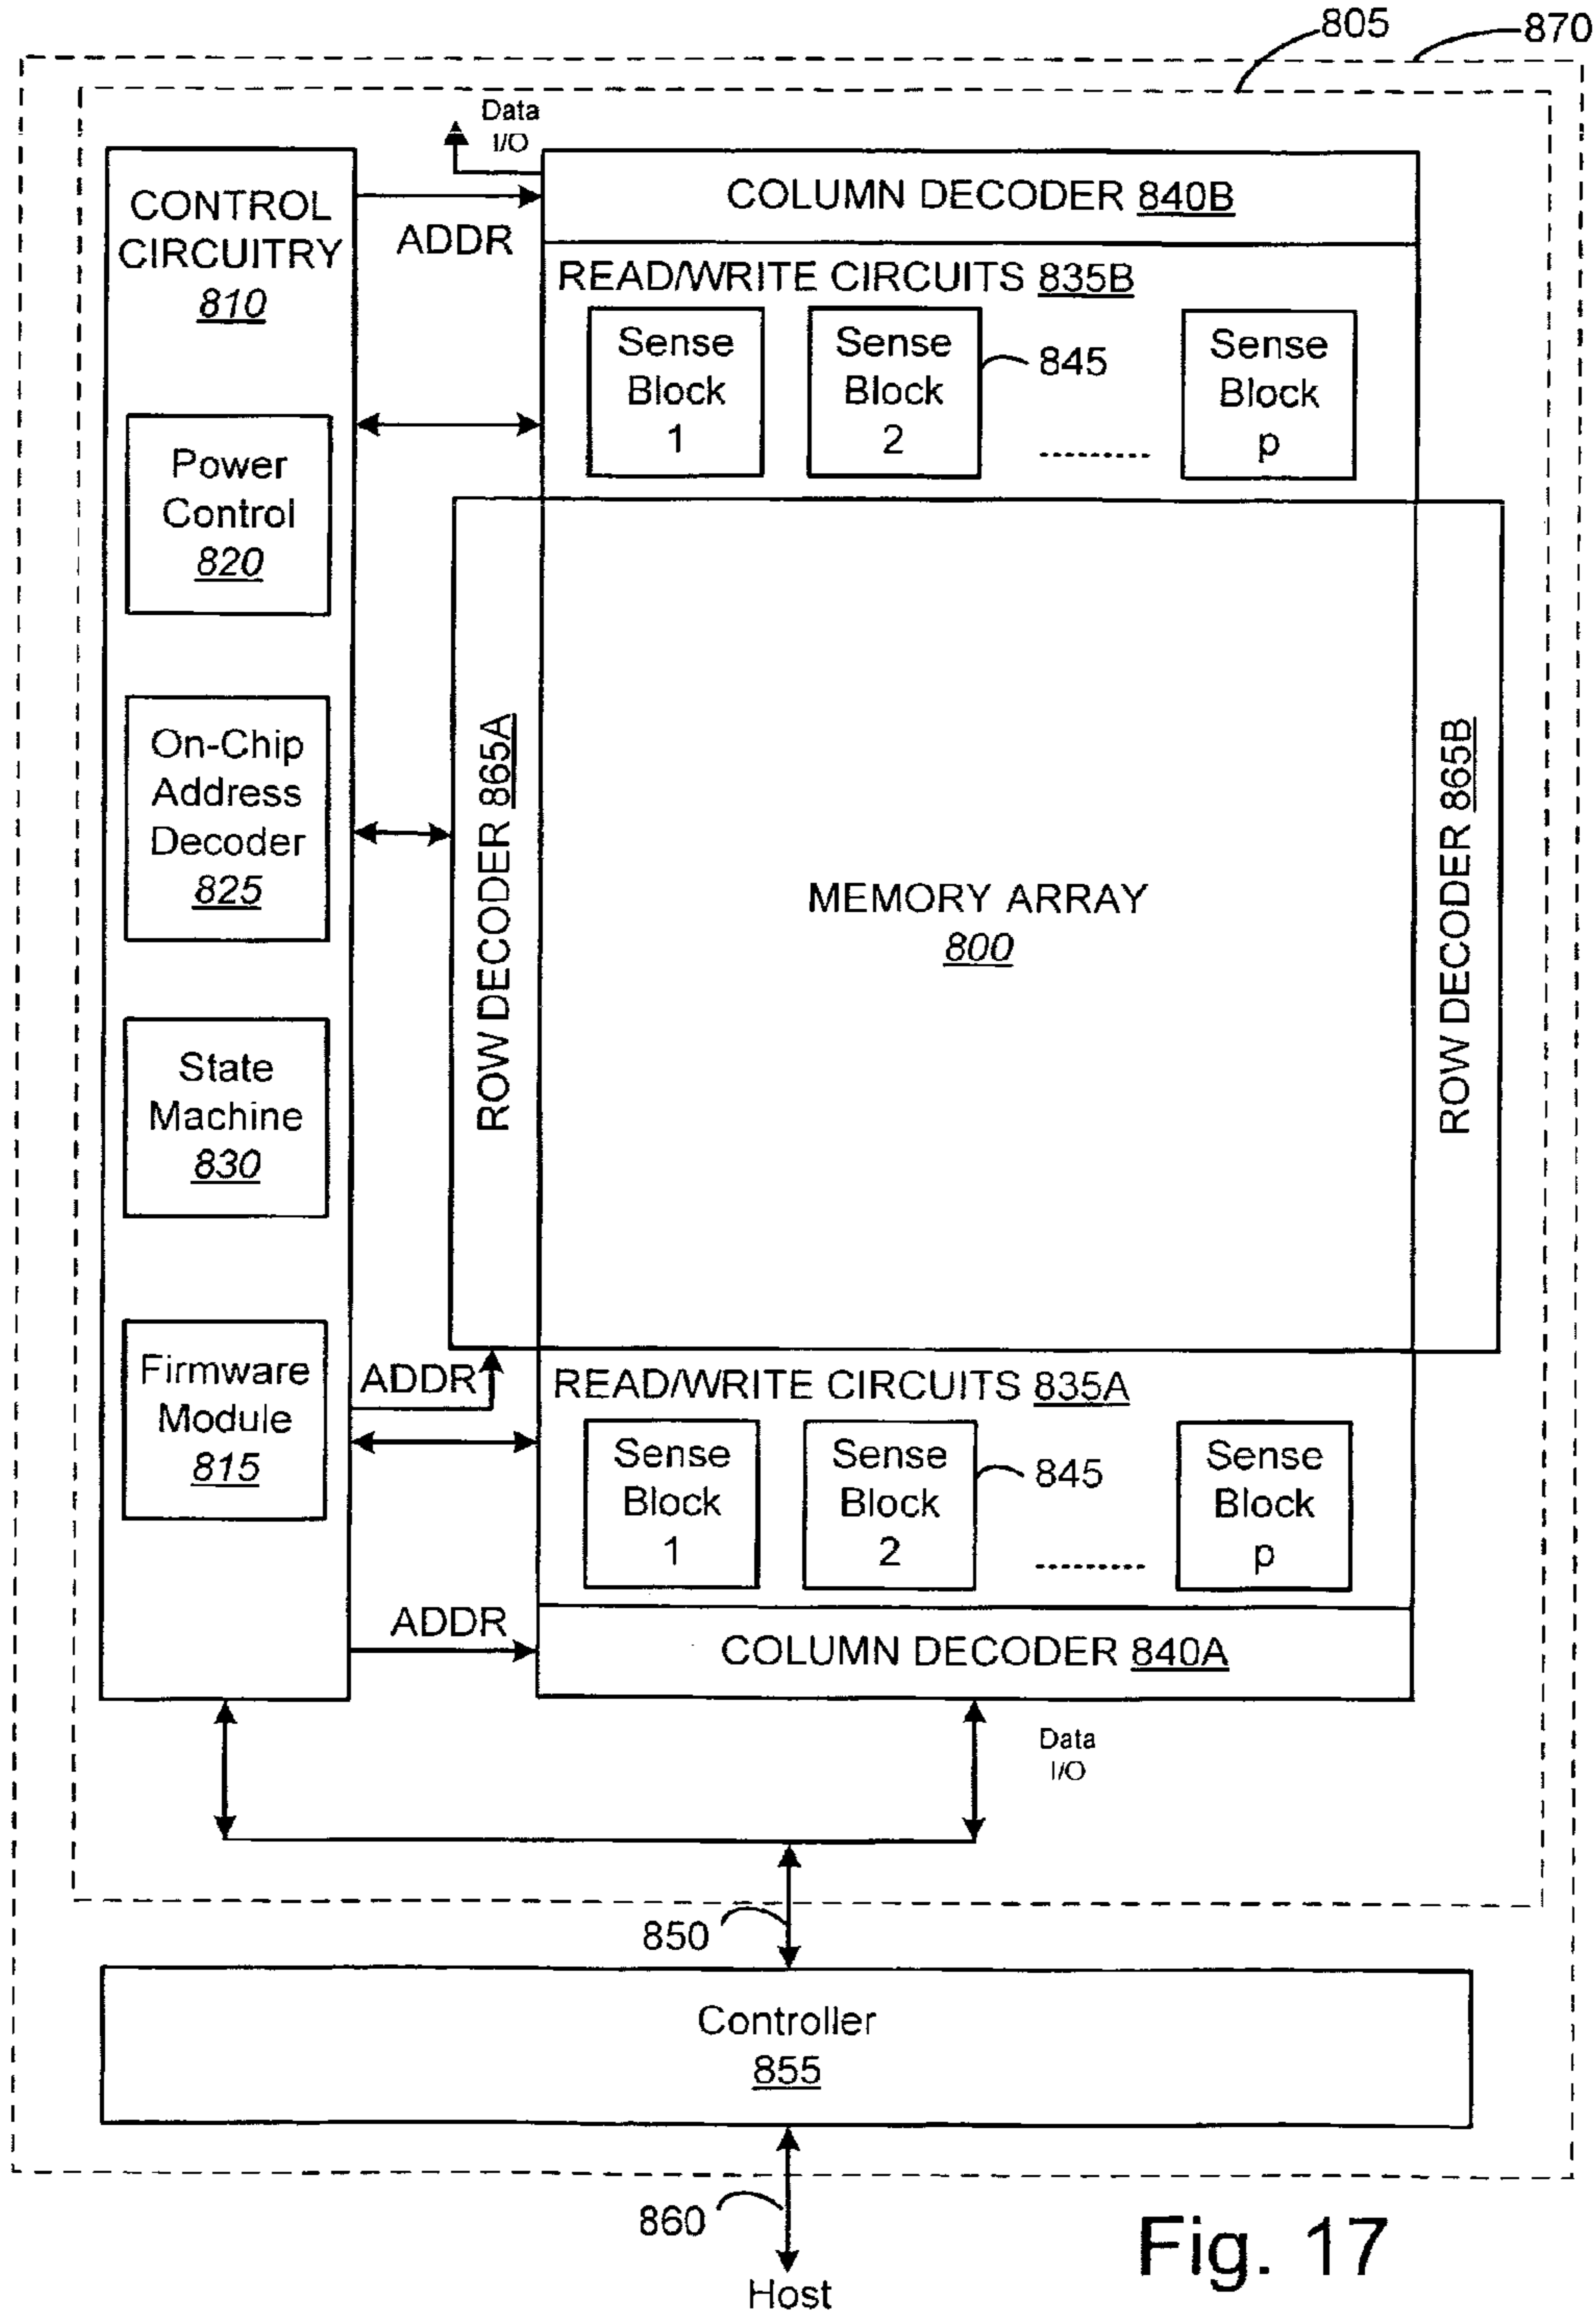 805
870
Data
I/O
CONTROL
CIRCUITRY
810
ADDR
COLUMN DECODER 840B
READ/WRITE CIRCUITS 835B
Sense
Block
1
Sense
Block
2
845
........
Sense
Block
p
Power
Control
820
On-Chip
Address
Decoder
825
State
Machine
830
Firmware
Module
815
ROW DECODER 865A
MEMORY ARRAY
800
ROW DECODER 865B
ADDR
READ/WRITE CIRCUITS 835A
Sense
Block
1
Sense
Block
2
845
........
Sense
Block
p
ADDR
COLUMN DECODER 840A
Data
I/O
850
Controller
855
860
Host
Fig. 17